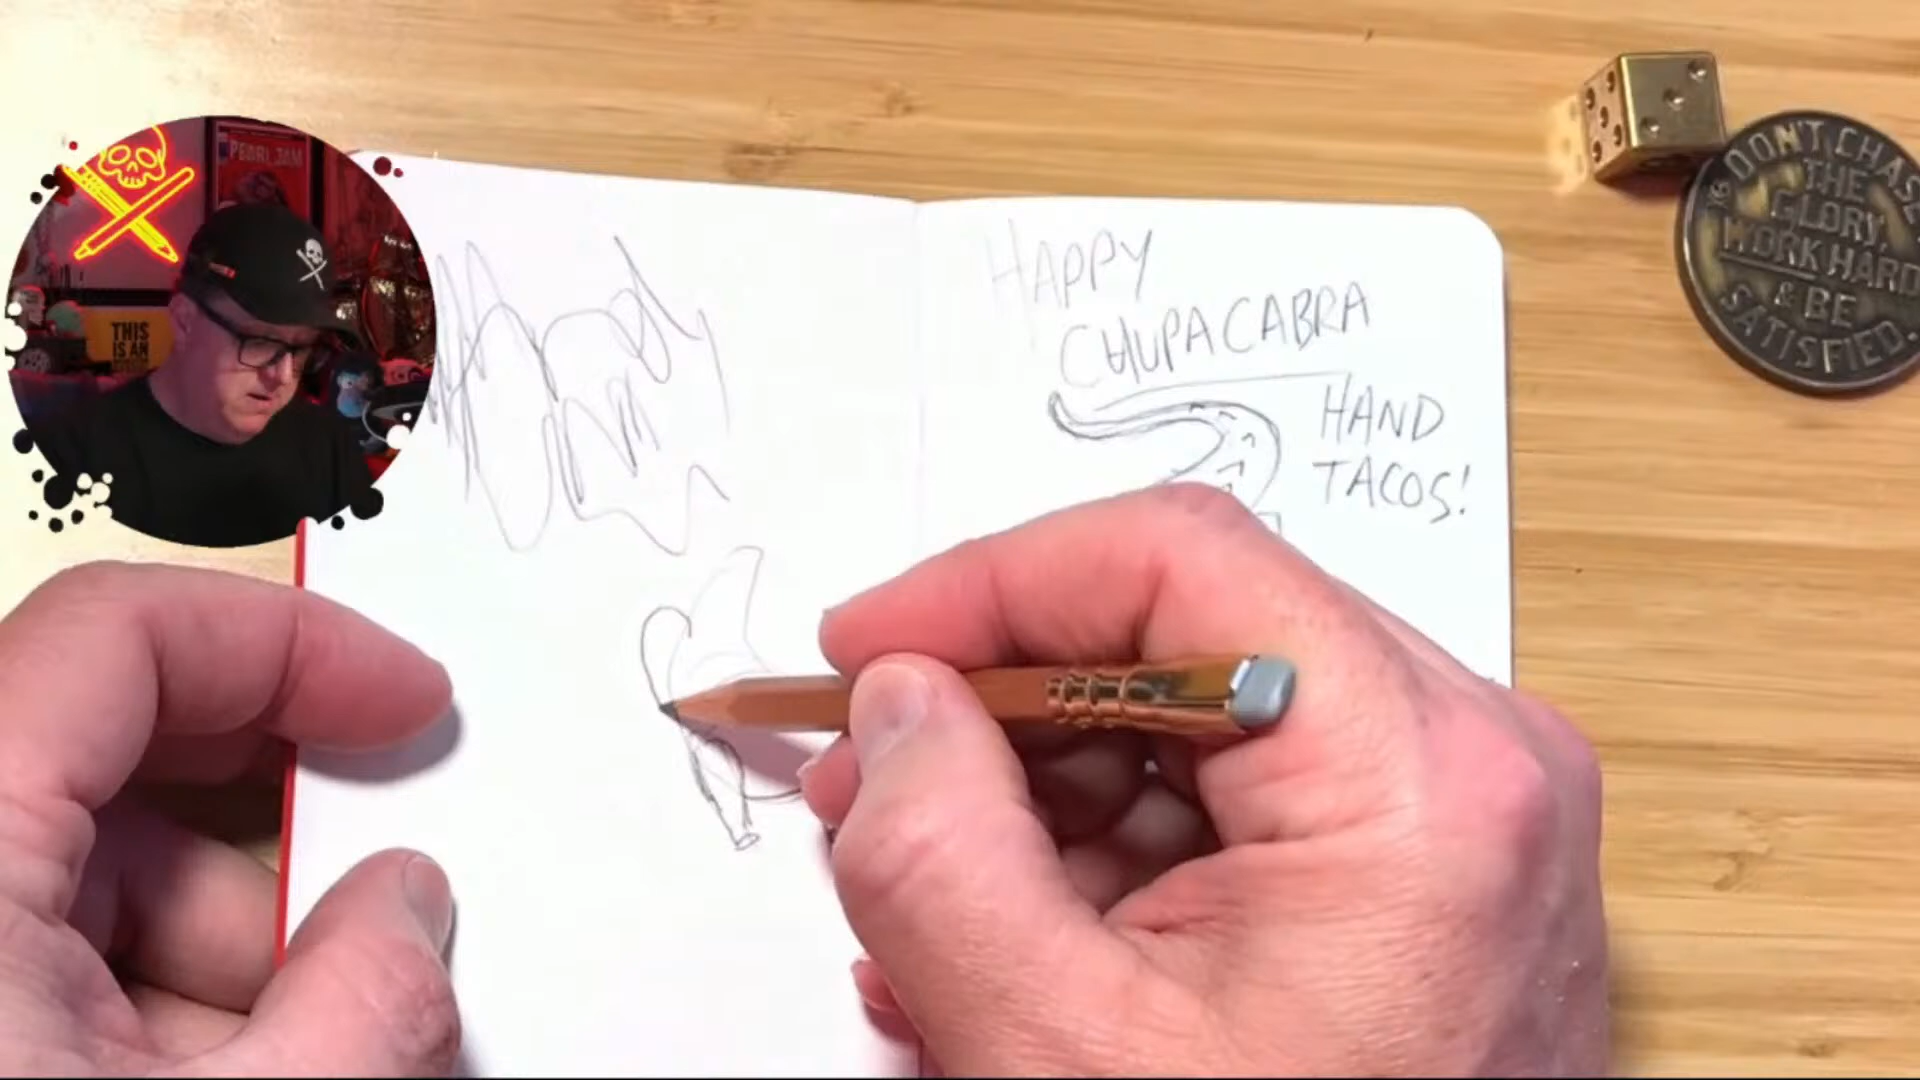 PEARL JAM
THIS
IS AN
HAPPY
CHUPACABRA
HAND
TACOS!
DON'T CHASE
THE
GLORY,
WORK HARD
& BE
SATISFIED.